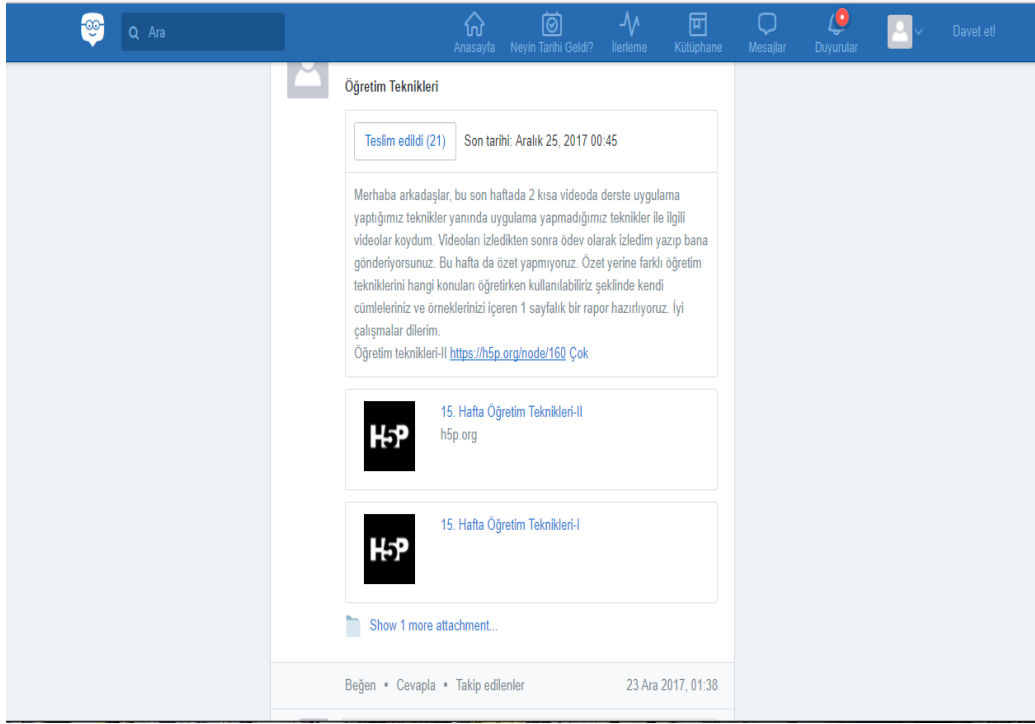 Ara
Anasayfa
Neyin Tarihi Geldi?
İlerleme
Kütüphane
Mesajlar
Duyurular
Davet et!
Öğretim Teknikleri
Teslim edildi (21) Son tarihi: Aralık 25, 2017 00:45
Merhaba arkadaşlar, bu son haftada 2 kısa videoda derste uygulama
yaptığımız teknikler yanında uygulama yapmadığımız teknikler ile ilgili
videolar koydum. Videoları izledikten sonra ödev olarak izledim yazıp bana
gönderiyorsunuz. Bu hafta da özet yapmıyoruz. Özet yerine farklı öğretim
tekniklerini hangi konuları öğretirken kullanılabiliriz şeklinde kendi
cümleleriniz ve örneklerinizi içeren 1 sayfalık bir rapor hazırlıyoruz. İyi
çalışmalar dilerim.
Öğretim teknikleri-II https://h5p.org/node/160 Çok
H5P
15. Hafta Öğretim Teknikleri-II
h5p.org
H5P
15. Hafta Öğretim Teknikleri-I
Show 1 more attachment...
Beğen • Cevapla • Takip edilenler 23 Ara 2017, 01:38